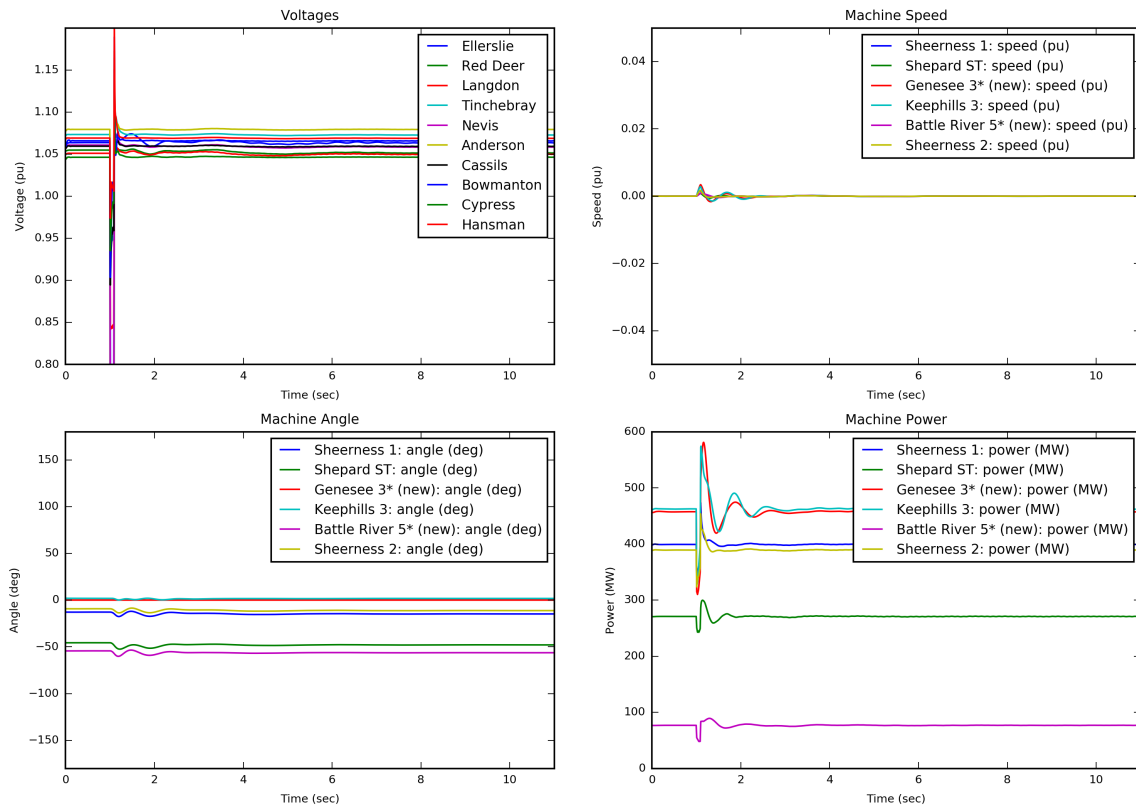 Voltages
1.15
1.10
1.05
1.00
0.95
0.90
0.85
0.80
Voltage (pu)
0 2 4 6 8 10
Time (sec)
Ellerslie
Red Deer
Langdon
Tinchebray
Nevis
Anderson
Cassils
Bowmanton
Cypress
Hansman
Machine Speed
0.04
0.02
0.00
−0.02
−0.04
Speed (pu)
0 2 4 6 8 10
Time (sec)
Sheerness 1: speed (pu)
Shepard ST: speed (pu)
Genesee 3* (new): speed (pu)
Keephills 3: speed (pu)
Battle River 5* (new): speed (pu)
Sheerness 2: speed (pu)
Machine Angle
150
100
50
0
−50
−100
−150
Angle (deg)
0 2 4 6 8 10
Time (sec)
Sheerness 1: angle (deg)
Shepard ST: angle (deg)
Genesee 3* (new): angle (deg)
Keephills 3: angle (deg)
Battle River 5* (new): angle (deg)
Sheerness 2: angle (deg)
Machine Power
600
500
400
300
200
100
0
Power (MW)
0 2 4 6 8 10
Time (sec)
Sheerness 1: power (MW)
Shepard ST: power (MW)
Genesee 3* (new): power (MW)
Keephills 3: power (MW)
Battle River 5* (new): power (MW)
Sheerness 2: power (MW)